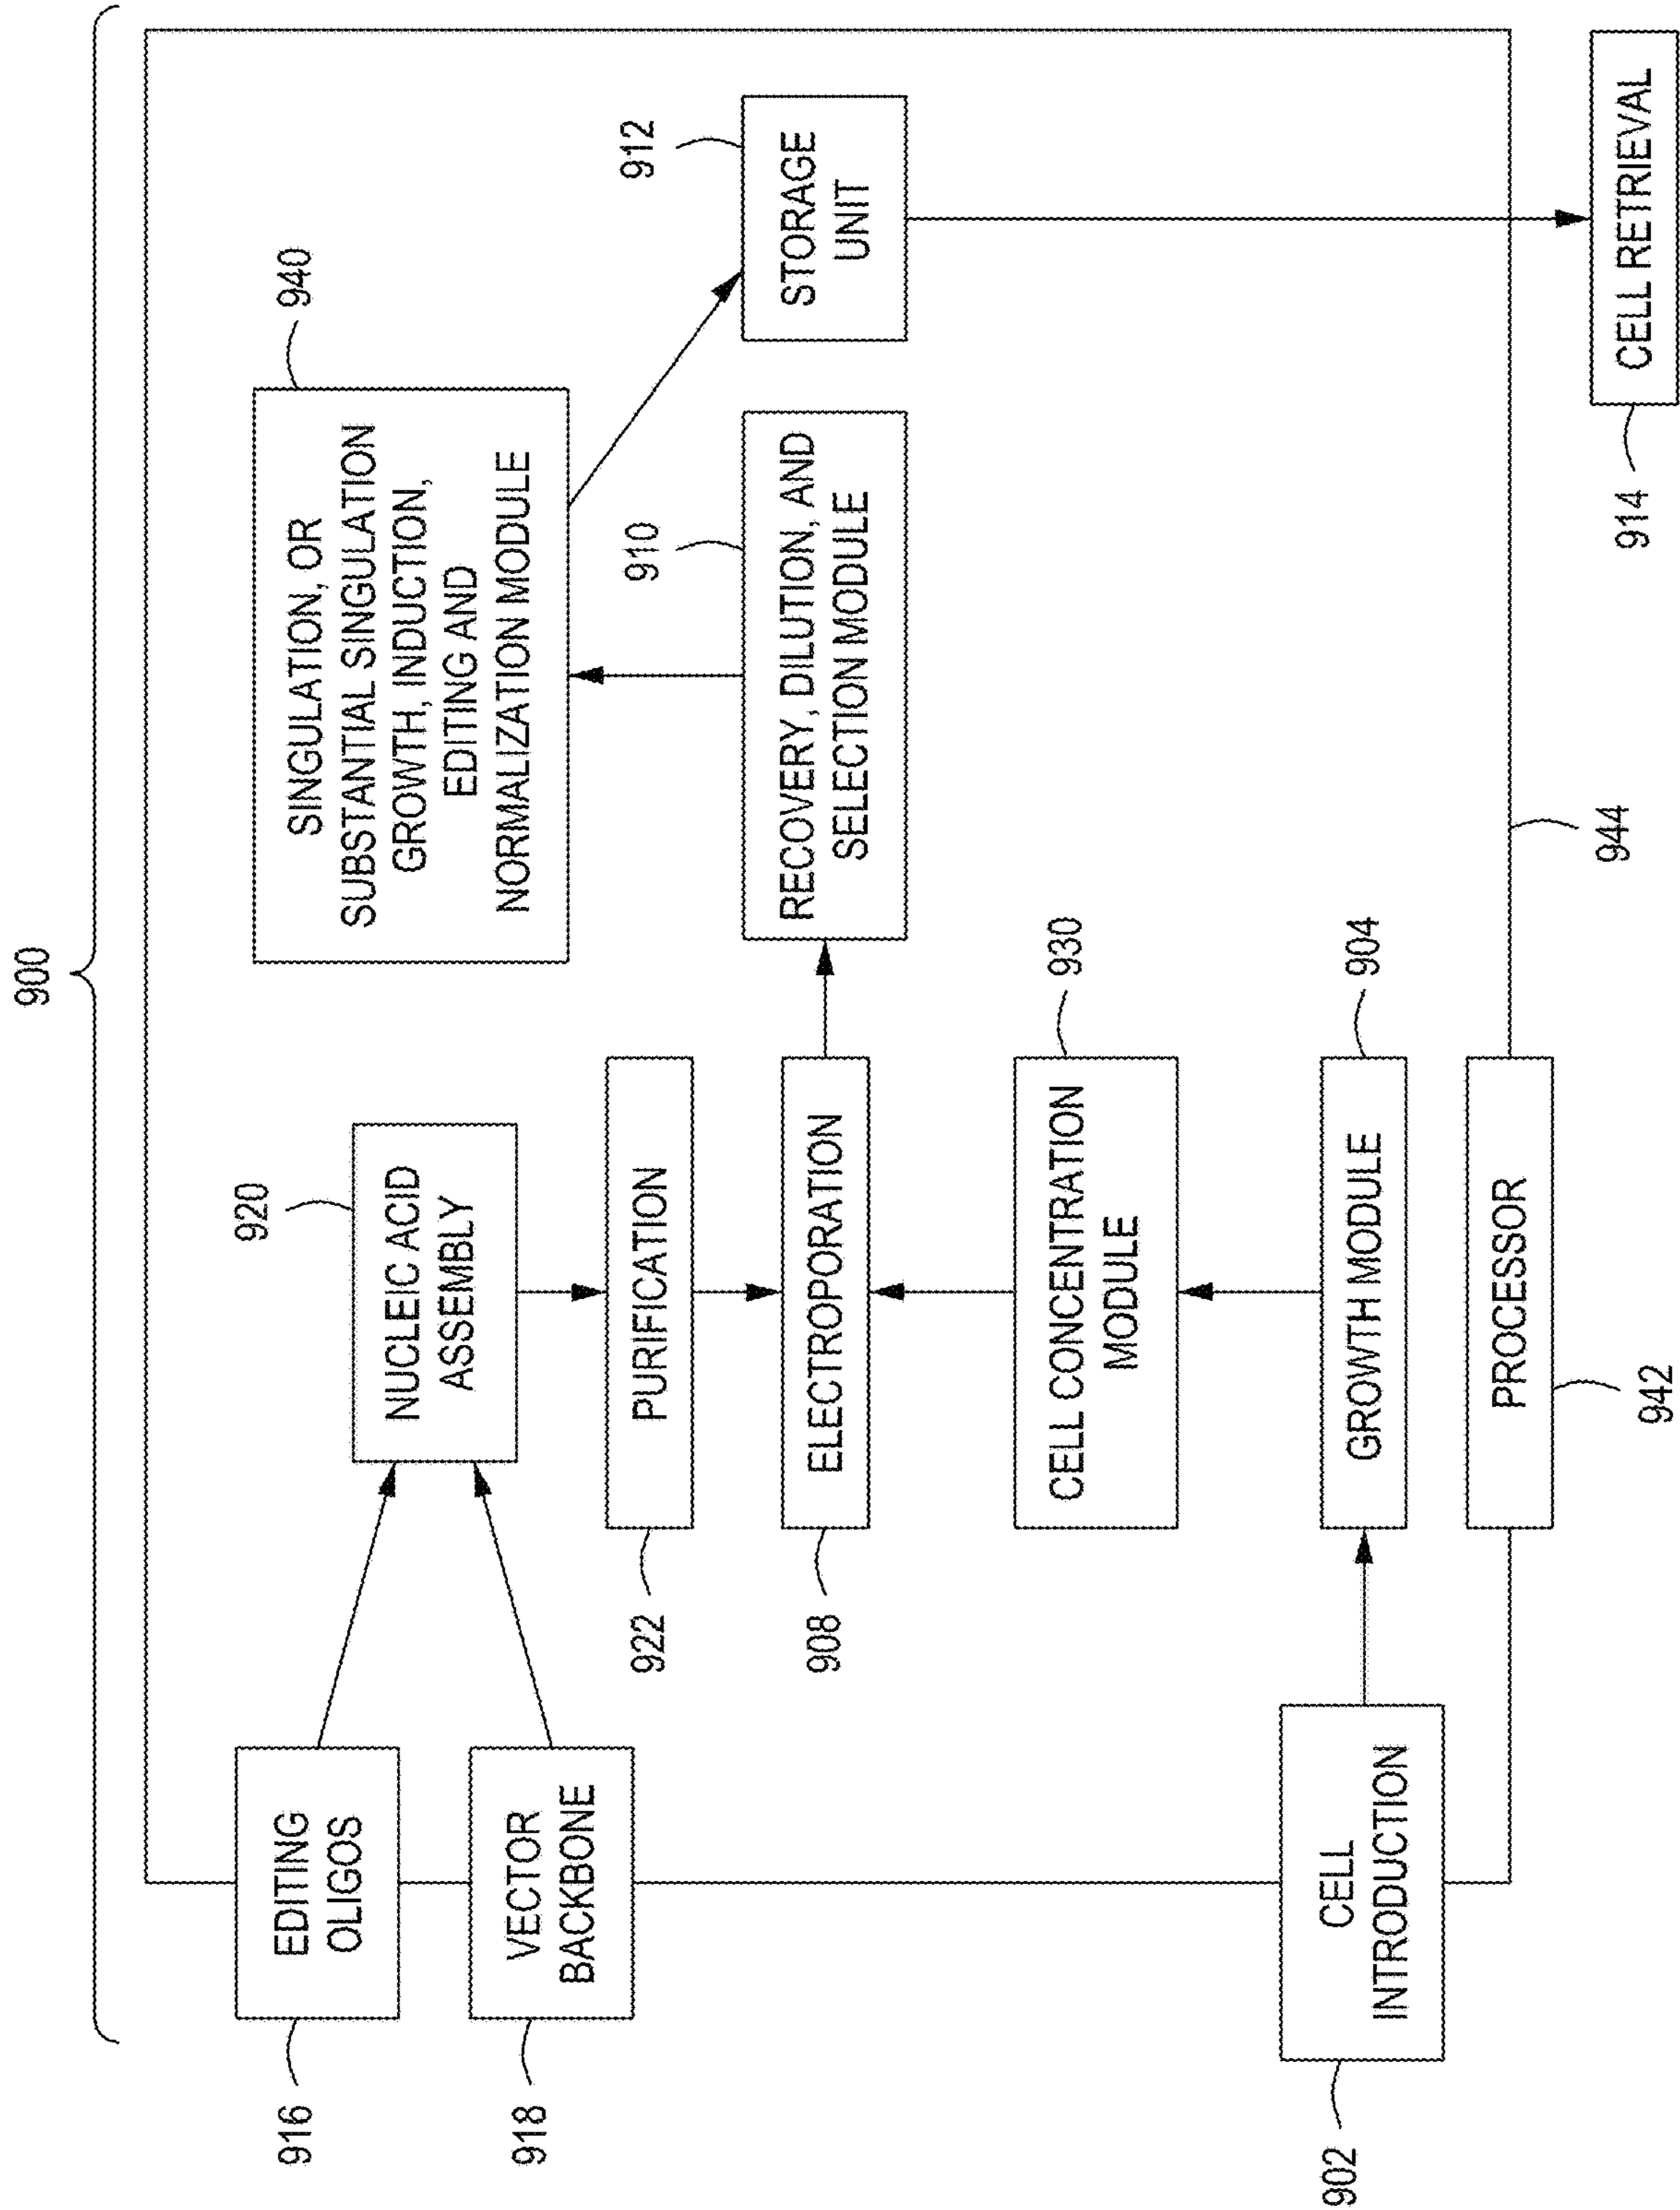 900
916
EDITING
OLIGOS
918
VECTOR
BACKBONE
920
NUCLEIC ACID
ASSEMBLY
922
PURIFICATION
908
ELECTROPORATION
930
CELL CONCENTRATION
MODULE
902
CELL
INTRODUCTION
904
GROWTH MODULE
942
PROCESSOR
944
940
SINGULATION, OR
SUBSTANTIAL SINGULATION
GROWTH, INDUCTION,
EDITING AND
NORMALIZATION MODULE
910
RECOVERY, DILUTION, AND
SELECTION MODULE
912
STORAGE
UNIT
914
CELL RETRIEVAL